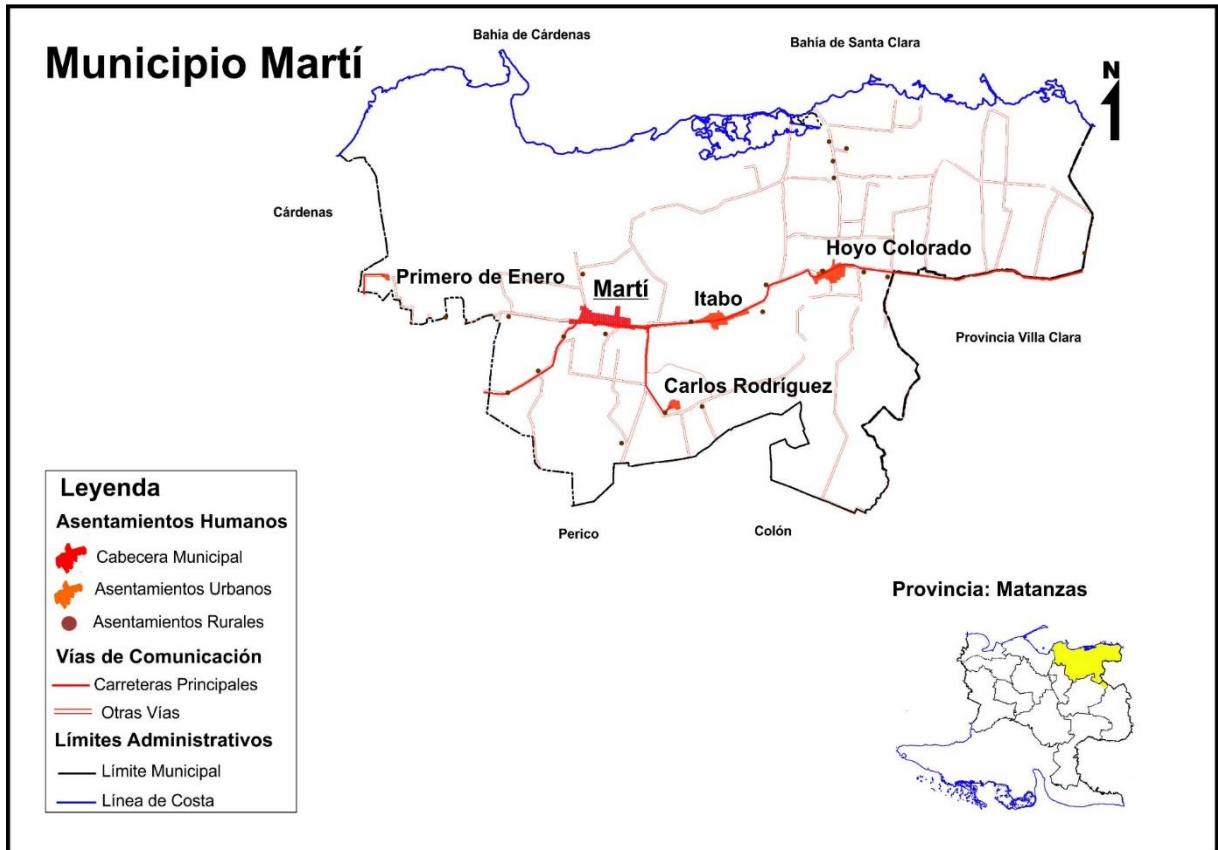 Municipio Martí
Bahía de Cárdenas
Bahía de Santa Clara
N
Cárdenas
Hoyo Colorado
Primero de Enero
Martí
Itabo
Provincia Villa Clara
Carlos Rodríguez
Perico
Colón
Leyenda
Asentamientos Humanos
Cabecera Municipal
Asentamientos Urbanos
Asentamientos Rurales
Vías de Comunicación
Carreteras Principales
Otras Vías
Límites Administrativos
Límite Municipal
Línea de Costa
Provincia: Matanzas